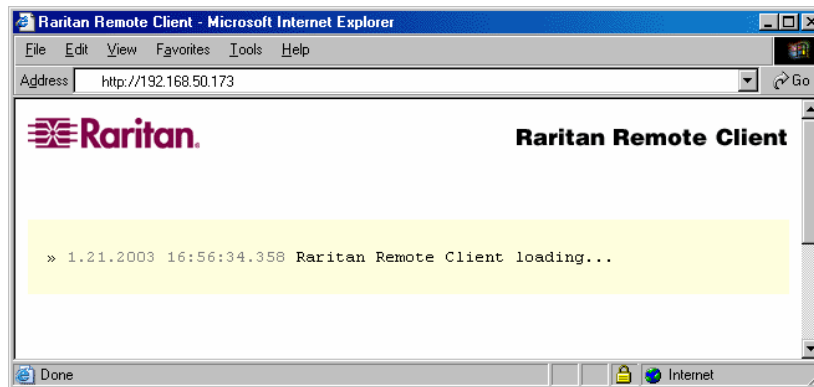 Raritan Remote Client - Microsoft Internet Explorer
File Edit View Favorites Tools Help
Address http://192.168.50.173 Go
Raritan. Raritan Remote Client
» 1.21.2003 16:56:34.358 Raritan Remote Client loading...
Done Internet